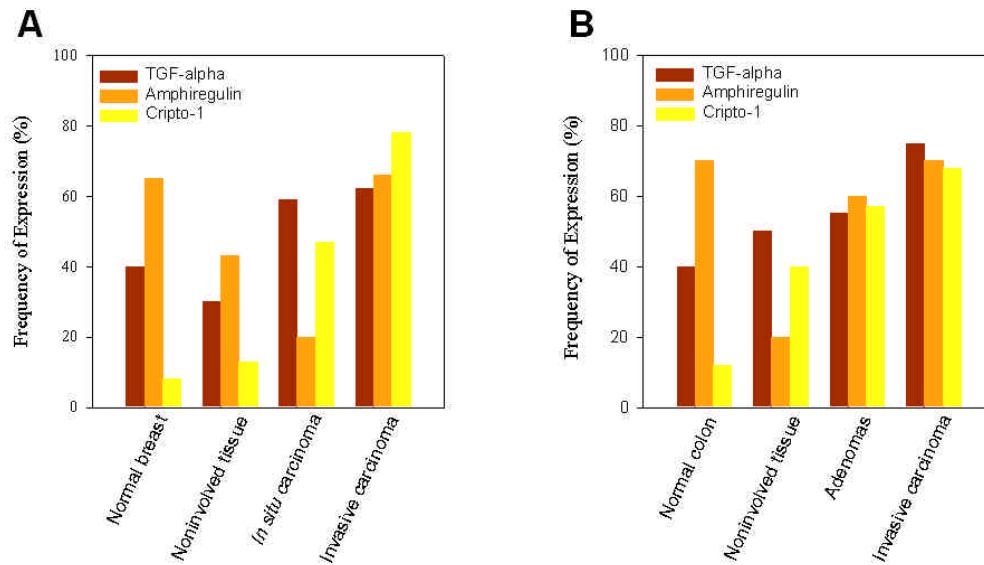 A
Frequency of Expression (%)
100
80
60
40
20
0
TGF-alpha
Amphiregulin
Cripto-1
Normal breast
Noninvolved tissue
In situ carcinoma
Invasive carcinoma
B
Frequency of Expression (%)
100
80
60
40
20
0
TGF-alpha
Amphiregulin
Cripto-1
Normal colon
Noninvolved tissue
Adenomas
Invasive carcinoma